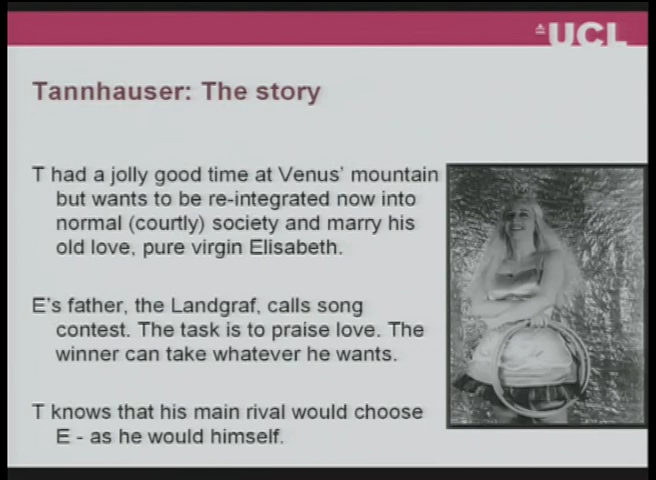 UCL
Tannhauser: The story
T had a jolly good time at Venus' mountain
but wants to be re-integrated now into
normal (courtly) society and marry his
old love, pure virgin Elisabeth.
E's father, the Landgraf, calls song
contest. The task is to praise love. The
winner can take whatever he wants.
T knows that his main rival would choose
E - as he would himself.